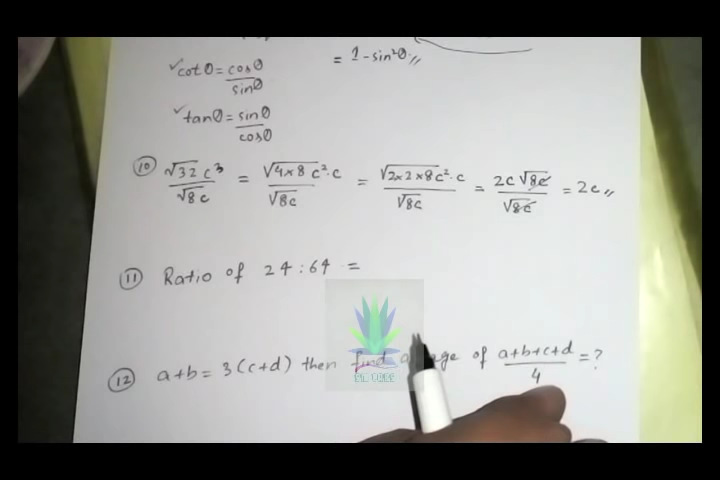 ✓cotθ = cosθ/sinθ = 1 - sin²θ //
✓tanθ = sinθ/cosθ
(10) √32 c³/√8c = √4×8 c²·c/√8c = √2×2×8c²·c/√8c = 2c√8c/√8c = 2c //
(11) Ratio of 24 : 64 =
(12) a+b = 3(c+d) then find of a+b+c+d/4 = ?